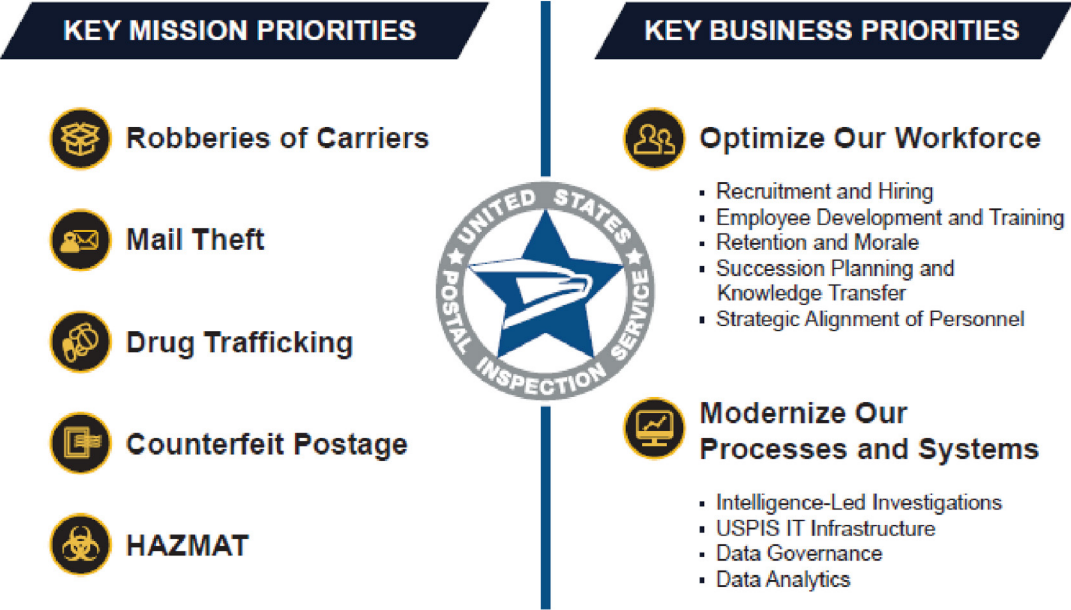 KEY MISSION PRIORITIES
Robberies of Carriers
Mail Theft
Drug Trafficking
Counterfeit Postage
HAZMAT
UNITED STATES
POSTAL INSPECTION SERVICE
KEY BUSINESS PRIORITIES
Optimize Our Workforce
▪ Recruitment and Hiring
▪ Employee Development and Training
▪ Retention and Morale
▪ Succession Planning and
Knowledge Transfer
▪ Strategic Alignment of Personnel
Modernize Our
Processes and Systems
▪ Intelligence-Led Investigations
▪ USPIS IT Infrastructure
▪ Data Governance
▪ Data Analytics